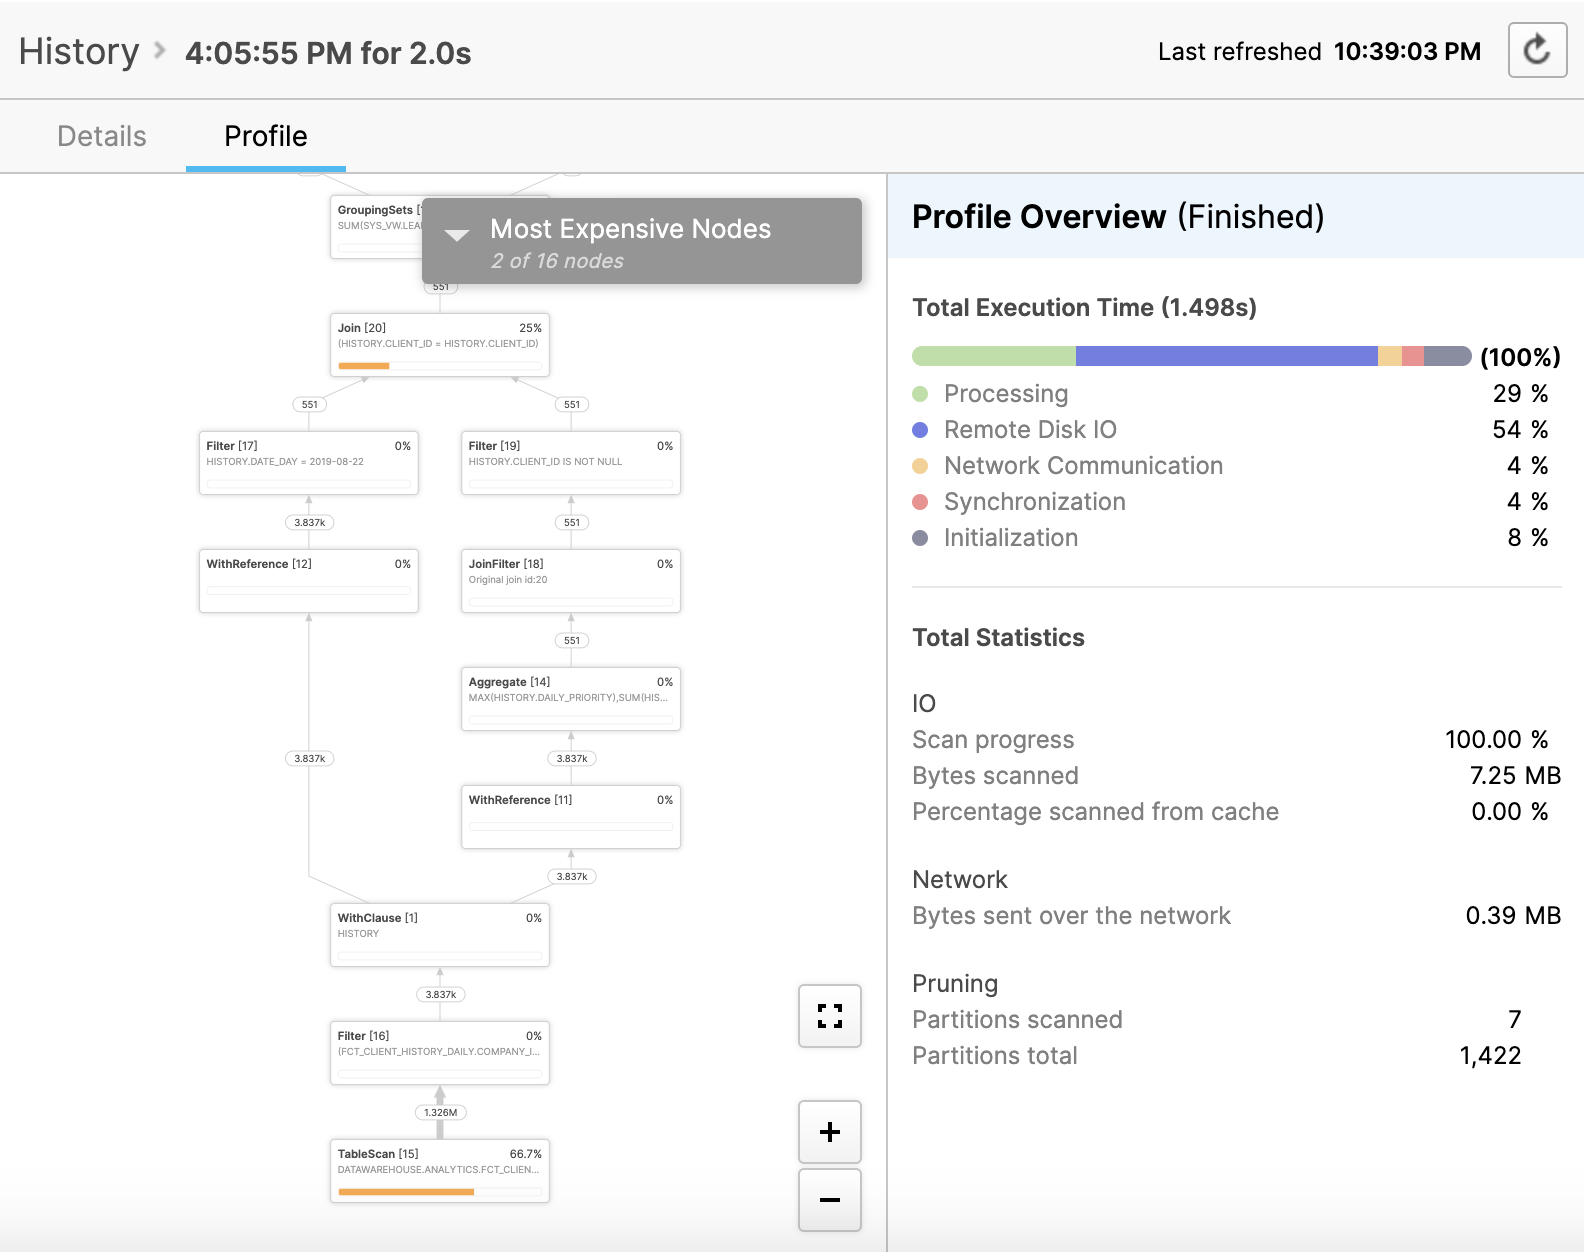 History › 4:05:55 PM for 2.0s
Last refreshed 10:39:03 PM
Details
Profile
GroupingSets
SUM(SYS_VW.LEA
Most Expensive Nodes
2 of 16 nodes
551
Join [20] 25%
(HISTORY.CLIENT_ID = HISTORY.CLIENT_ID)
551
551
Filter [17] 0%
HISTORY.DATE_DAY = 2019-08-22
Filter [19] 0%
HISTORY.CLIENT_ID IS NOT NULL
3.837k
551
WithReference [12] 0%
JoinFilter [18] 0%
Original join id:20
551
Aggregate [14] 0%
MAX(HISTORY.DAILY_PRIORITY),SUM(HIS...
3.837k
3.837k
WithReference [11] 0%
3.837k
WithClause [1] 0%
HISTORY
3.837k
Filter [16] 0%
(FCT_CLIENT_HISTORY_DAILY.COMPANY_I...
1.326M
TableScan [15] 66.7%
DATAWAREHOUSE.ANALYTICS.FCT_CLIEN...
+
−
Profile Overview (Finished)
Total Execution Time (1.498s)
(100%)
Processing 29 %
Remote Disk IO 54 %
Network Communication 4 %
Synchronization 4 %
Initialization 8 %
Total Statistics
IO
Scan progress 100.00 %
Bytes scanned 7.25 MB
Percentage scanned from cache 0.00 %
Network
Bytes sent over the network 0.39 MB
Pruning
Partitions scanned 7
Partitions total 1,422